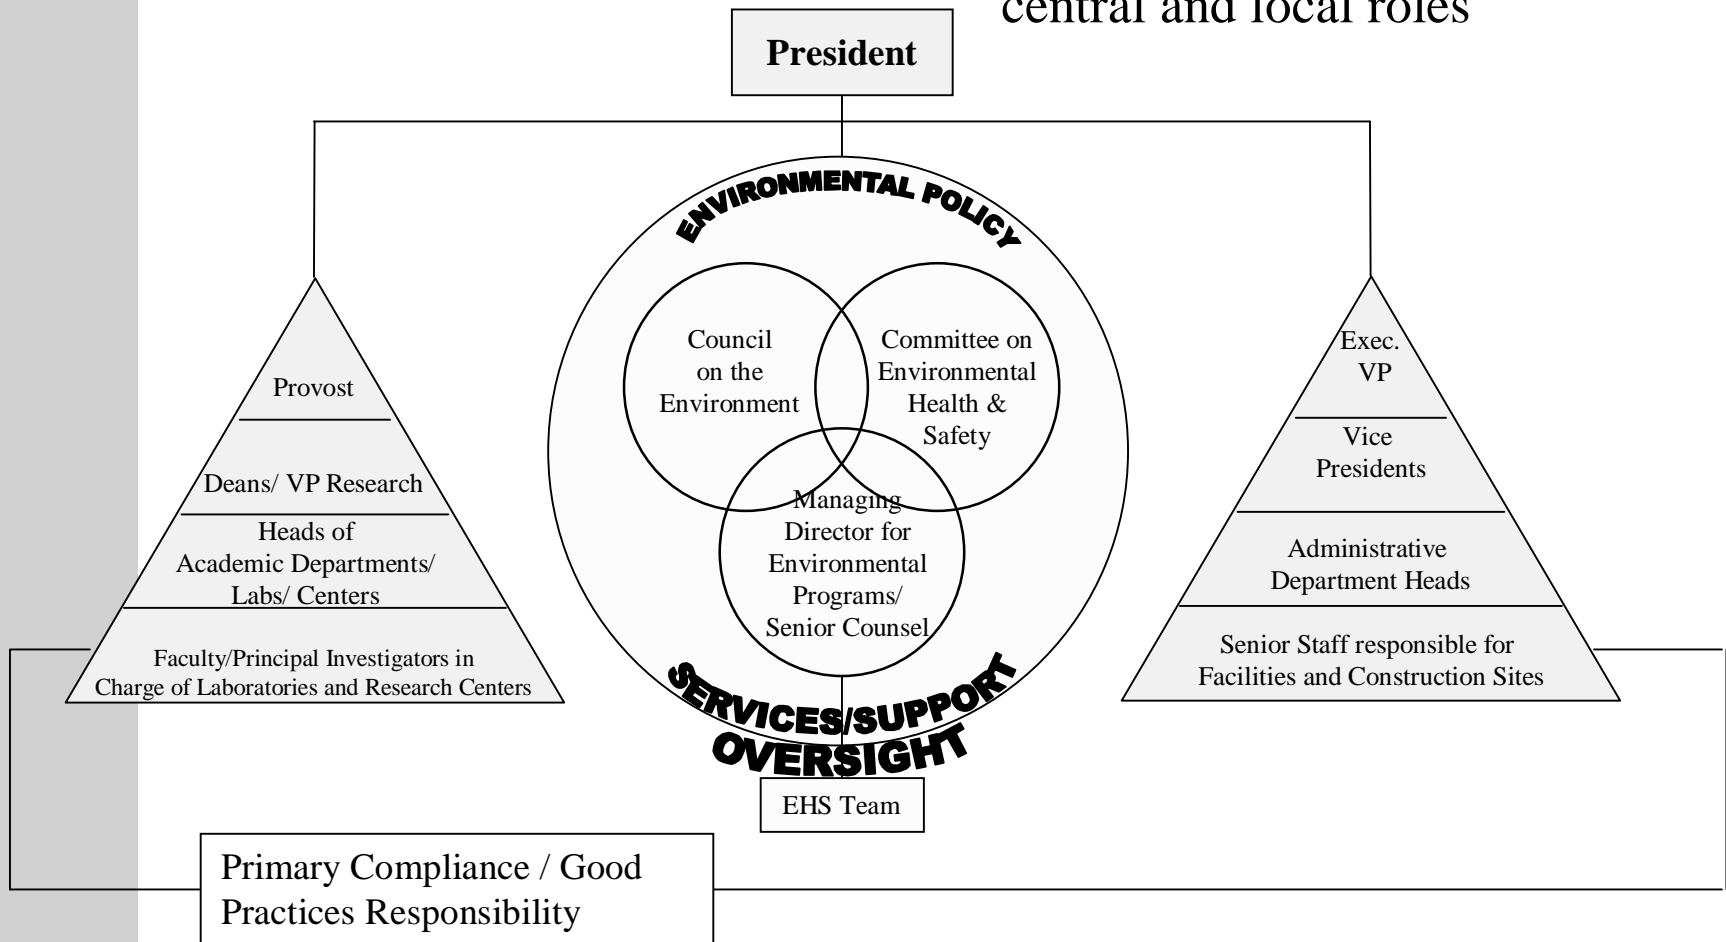 central and local roles
President
ENVIRONMENTAL POLICY
Council
on the
Environment
Committee on
Environmental
Health &
Safety
Managing
Director for
Environmental
Programs/
Senior Counsel
SERVICES/SUPPORT
OVERSIGHT
EHS Team
Provost
Deans/ VP Research
Heads of
Academic Departments/
Labs/ Centers
Faculty/Principal Investigators in
Charge of Laboratories and Research Centers
Exec.
VP
Vice
Presidents
Administrative
Department Heads
Senior Staff responsible for
Facilities and Construction Sites
Primary Compliance / Good
Practices Responsibility